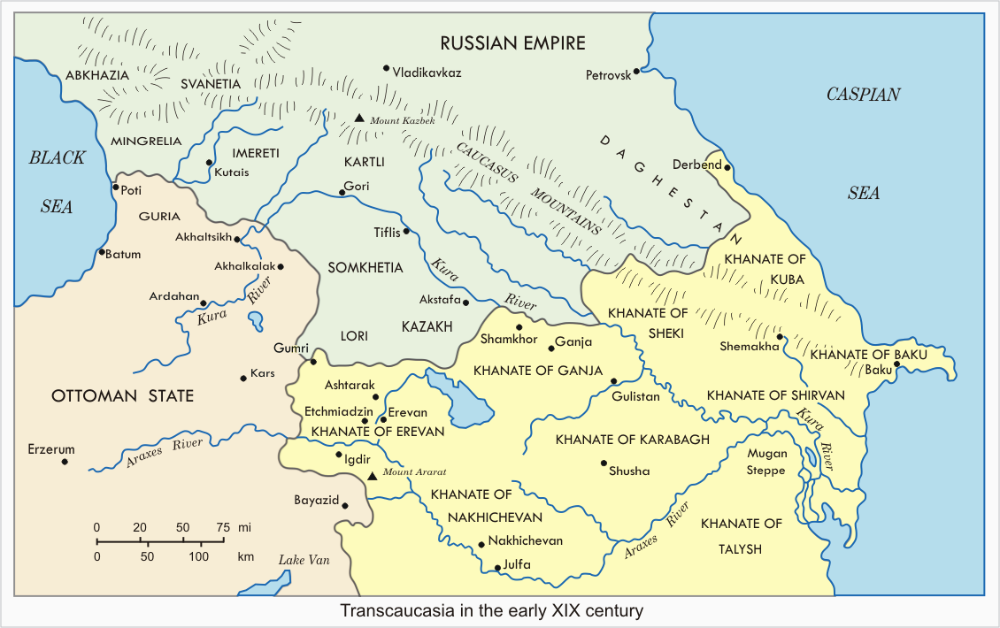 RUSSIAN EMPIRE
Vladikavkaz
Petrovsk
ABKHAZIA
SVANETIA
CASPIAN
SEA
Mount Kazbek
MINGRELIA
IMERETI
Kutais
KARTLI
CAUCASUS
MOUNTAINS
DAGHESTAN
Derbend
BLACK
SEA
Poti
Gori
GURIA
Akhaltsikh
Tiflis
Batum
Akhalkalak
SOMKHETIA
Kura
River
KHANATE OF
KUBA
Ardahan
Kura
River
Akstafa
LORI
KAZAKH
KHANATE OF
SHEKI
Shamkhor
Ganja
Shemakha
KHANATE OF BAKU
Baku
Gumri
Kars
KHANATE OF GANJA
Gulistan
OTTOMAN STATE
Ashtarak
Etchmiadzin
Erevan
KHANATE OF EREVAN
KHANATE OF SHIRVAN
Kura
River
Erzerum
Araxes River
KHANATE OF KARABAGH
Igdir
Mount Ararat
Shusha
Mugan
Steppe
Bayazid
KHANATE OF
NAKHICHEVAN
Nakhichevan
Julfa
Araxes River
KHANATE OF
TALYSH
0 20 50 75 mi
0 50 100 km
Lake Van
Transcaucasia in the early XIX century